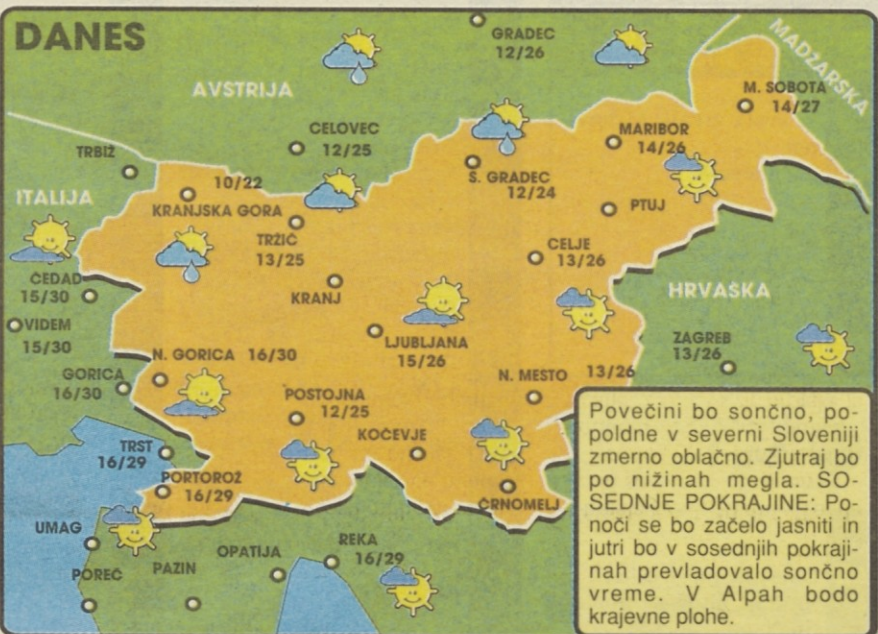 DANES
GRADEC
12/26
MADŽARSKA
AVSTRIJA
M. SOBOTA
14/27
CELOVEC
12/25
MARIBOR
14/26
TRBIŽ
S. GRADEC
12/24
10/22
KRANJSKA GORA
ITALIJA
PTUJ
TRŽIČ
13/25
CELJE
13/26
ČEDAD
15/30
KRANJ
HRVAŠKA
VIDEM
15/30
LJUBLJANA
15/26
ZAGREB
13/26
N. GORICA 16/30
GORICA
16/30
N. MESTO 13/26
POSTOJNA
12/25
KOČEVJE
TRST
16/29
PORTOROŽ
16/29
ČRNOMELJ
UMAG
POREČ
PAZIN
OPATIJA
REKA
16/29
Povečini bo sončno, po-
poldne v severni Sloveniji
zmerno oblačno. Zjutraj bo
po nižinah megla. SO-
SEDNJE POKRAJINE: Po-
noči se bo začelo jasniti in
jutri bo v sosednjih pokraji-
nah prevladovalo sončno
vreme. V Alpah bodo
krajevne plohe.